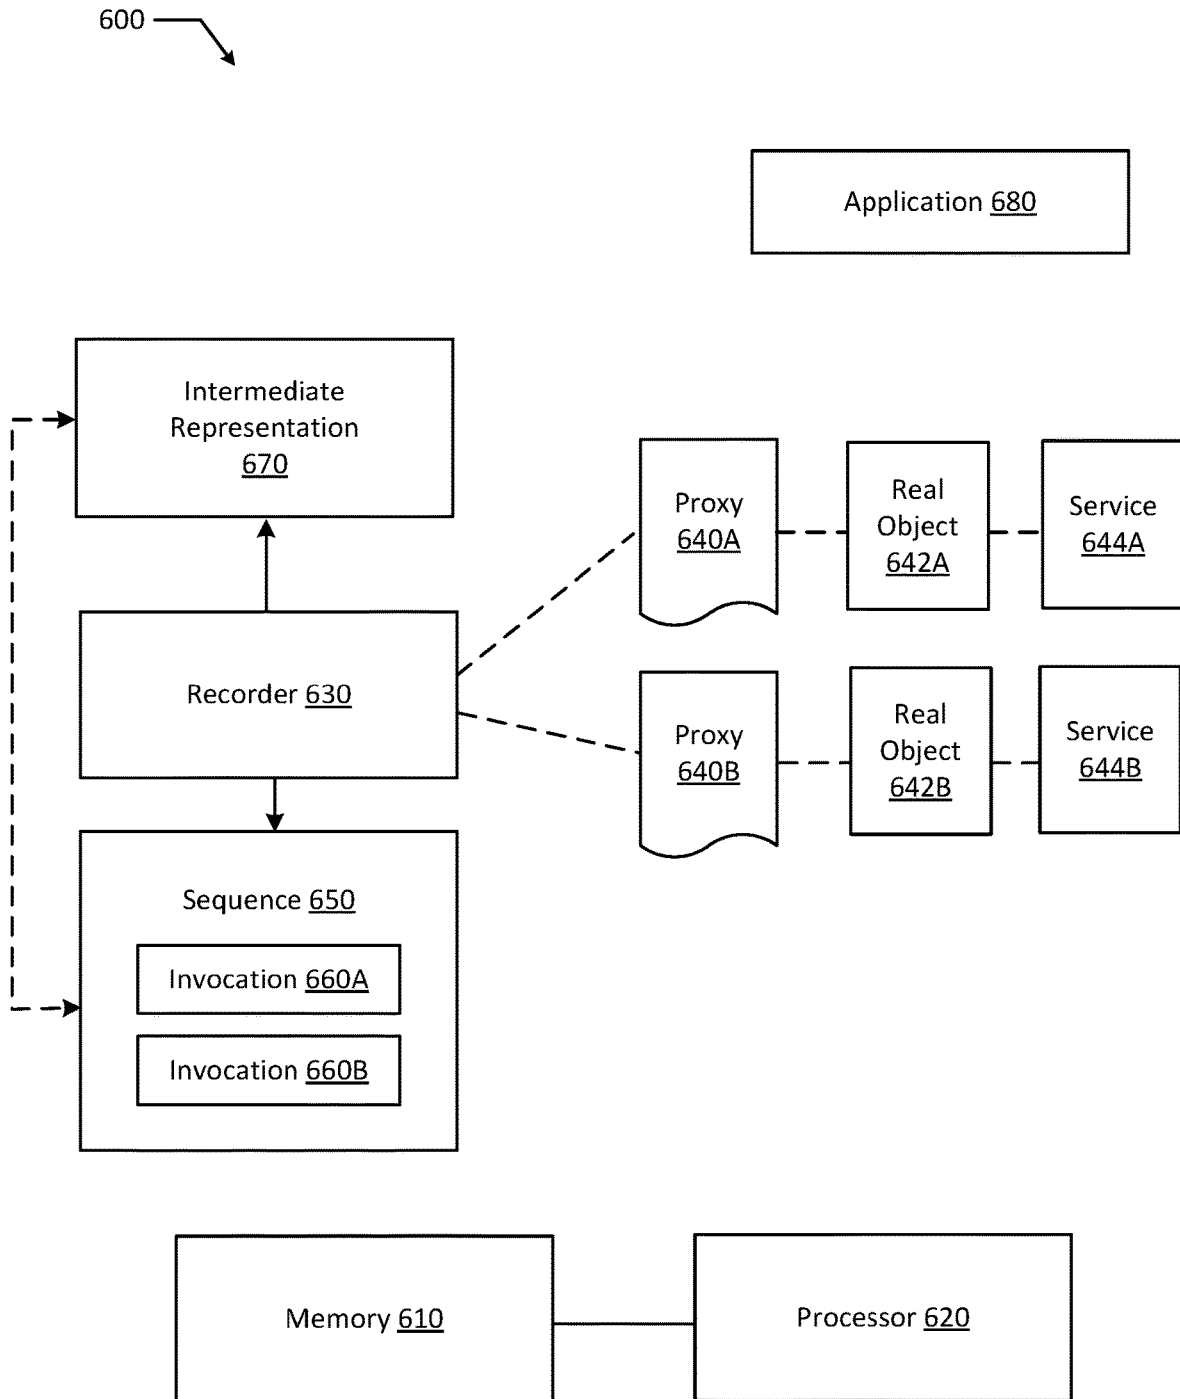 600
Application 680
Intermediate
Representation
670
Proxy
640A
Real
Object
642A
Service
644A
Recorder 630
Proxy
640B
Real
Object
642B
Service
644B
Sequence 650
Invocation 660A
Invocation 660B
Memory 610
Processor 620